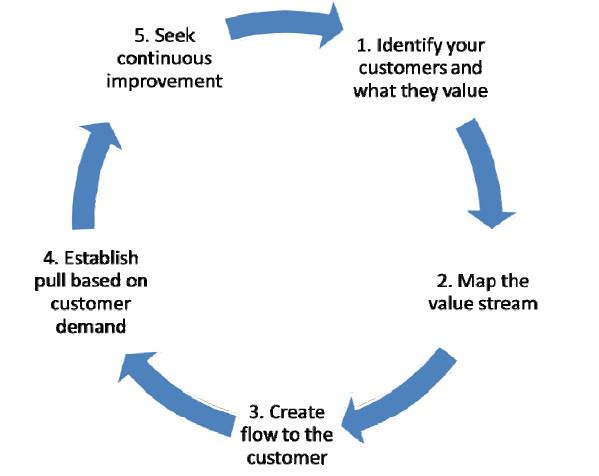 1. Identify your
customers and
what they value
2. Map the
value stream
3. Create
flow to the
customer
4. Establish
pull based on
customer
demand
5. Seek
continuous
improvement